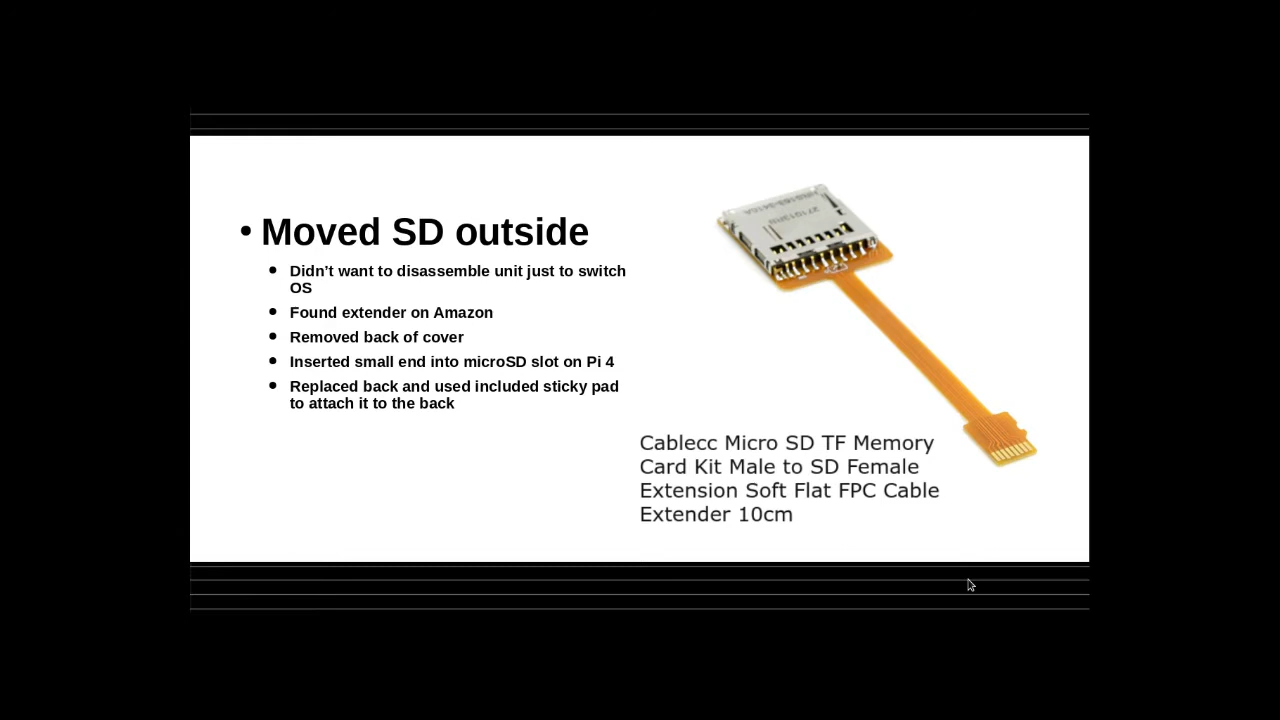 • Moved SD outside
• Didn’t want to disassemble unit just to switch
OS
• Found extender on Amazon
• Removed back of cover
• Inserted small end into microSD slot on Pi 4
• Replaced back and used included sticky pad
to attach it to the back
Cablecc Micro SD TF Memory
Card Kit Male to SD Female
Extension Soft Flat FPC Cable
Extender 10cm